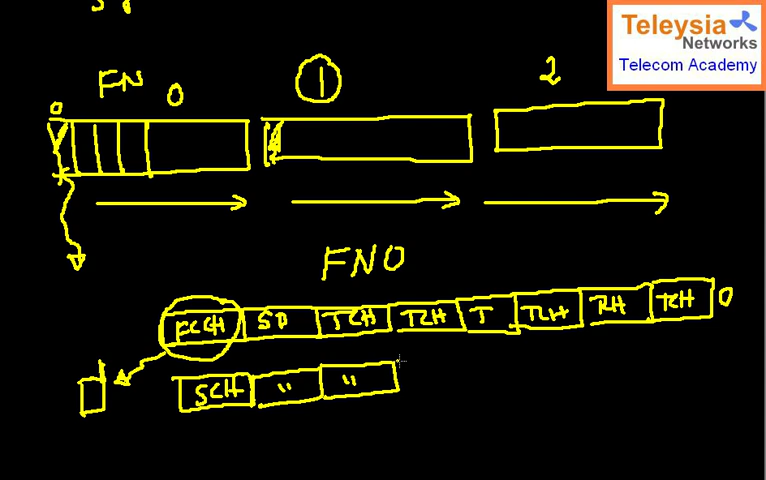 Teleysia
Networks
Telecom Academy
FN 0 1 2
0
FNO
FCCH SD TCH TCH T TCH TCH TCH 0
SCH " "